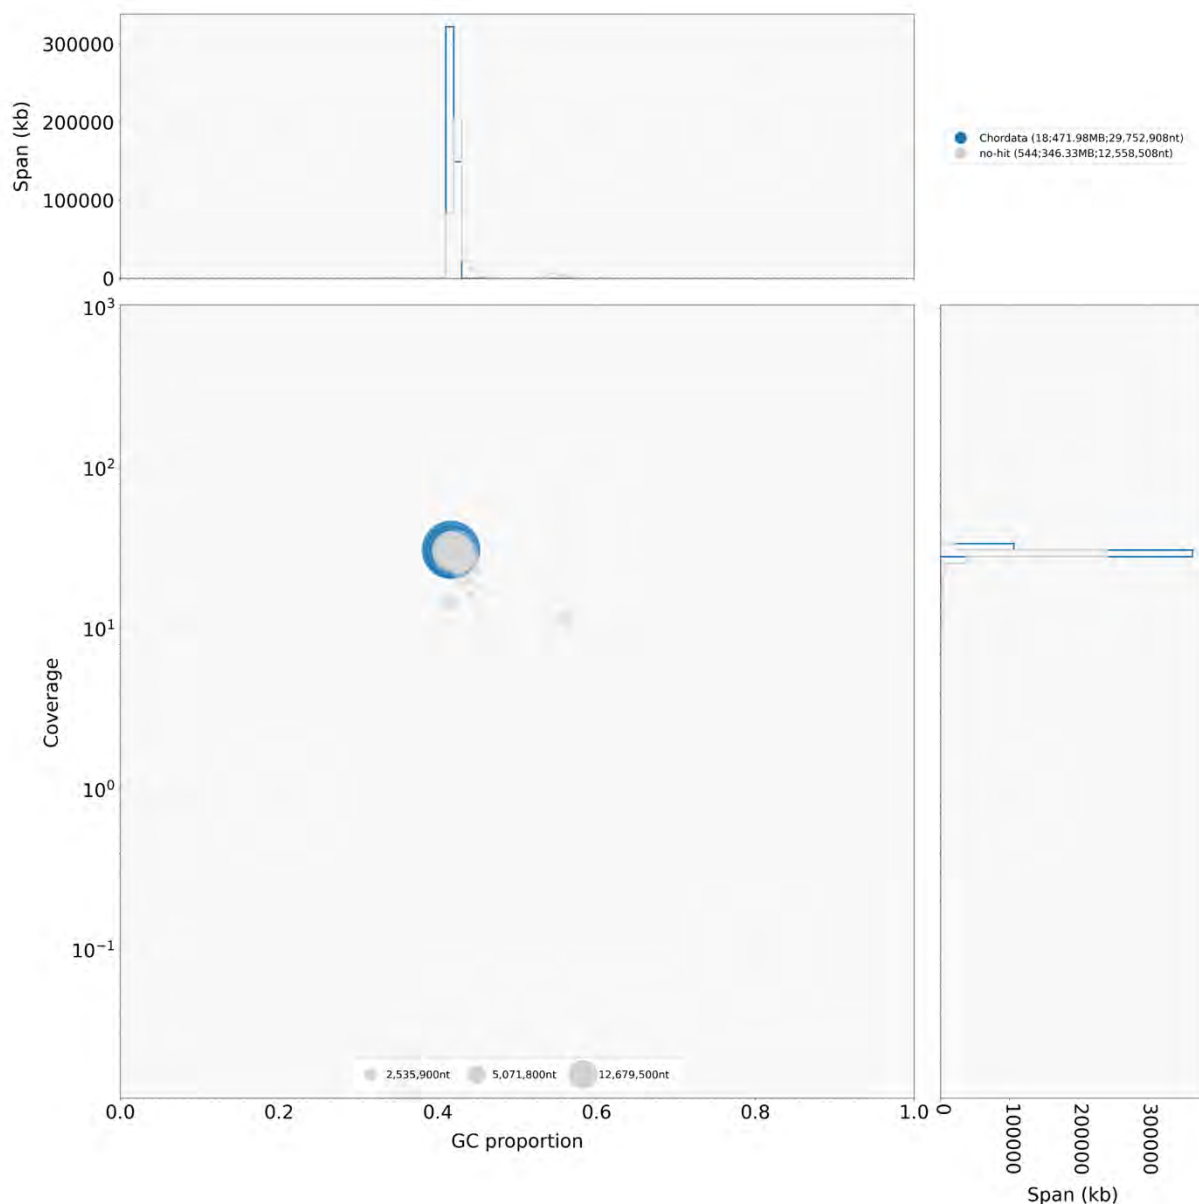 300000
200000
100000
0
Span (kb)
Chordata (18;471.98MB;29,752,908nt)
no-hit (544;346.33MB;12,558,508nt)
10³
10²
10¹
10⁰
10⁻¹
Coverage
2,535,900nt 5,071,800nt 12,679,500nt
0.0 0.2 0.4 0.6 0.8 1.0
GC proportion
0 100000 200000 300000
Span (kb)